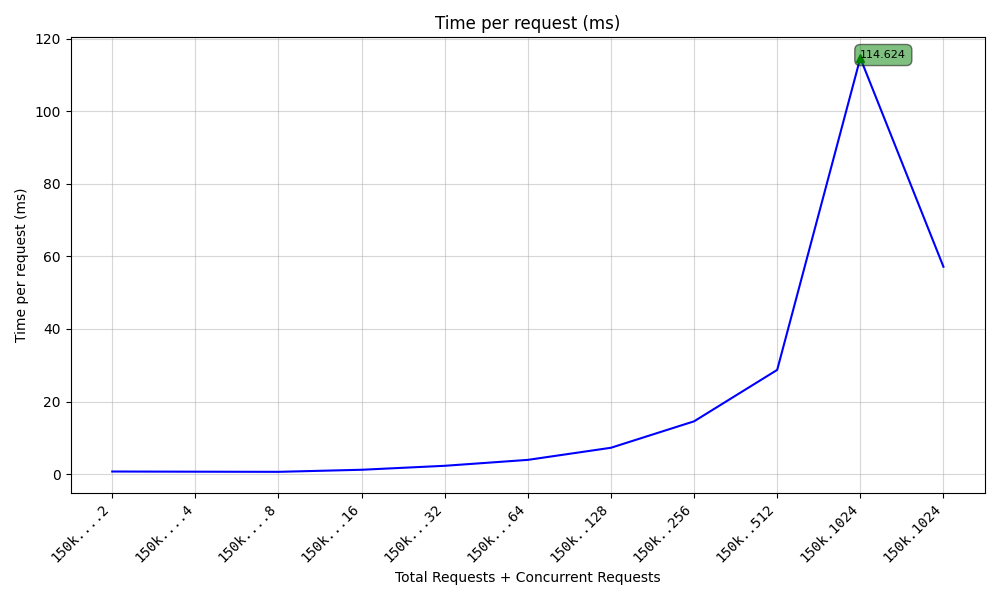 Time per request (ms)
120
100
80
60
40
20
0
Time per request (ms)
114.624
150k....2
150k....4
150k....8
150k...16
150k...32
150k...64
150k..128
150k..256
150k..512
150k.1024
150k.1024
Total Requests + Concurrent Requests